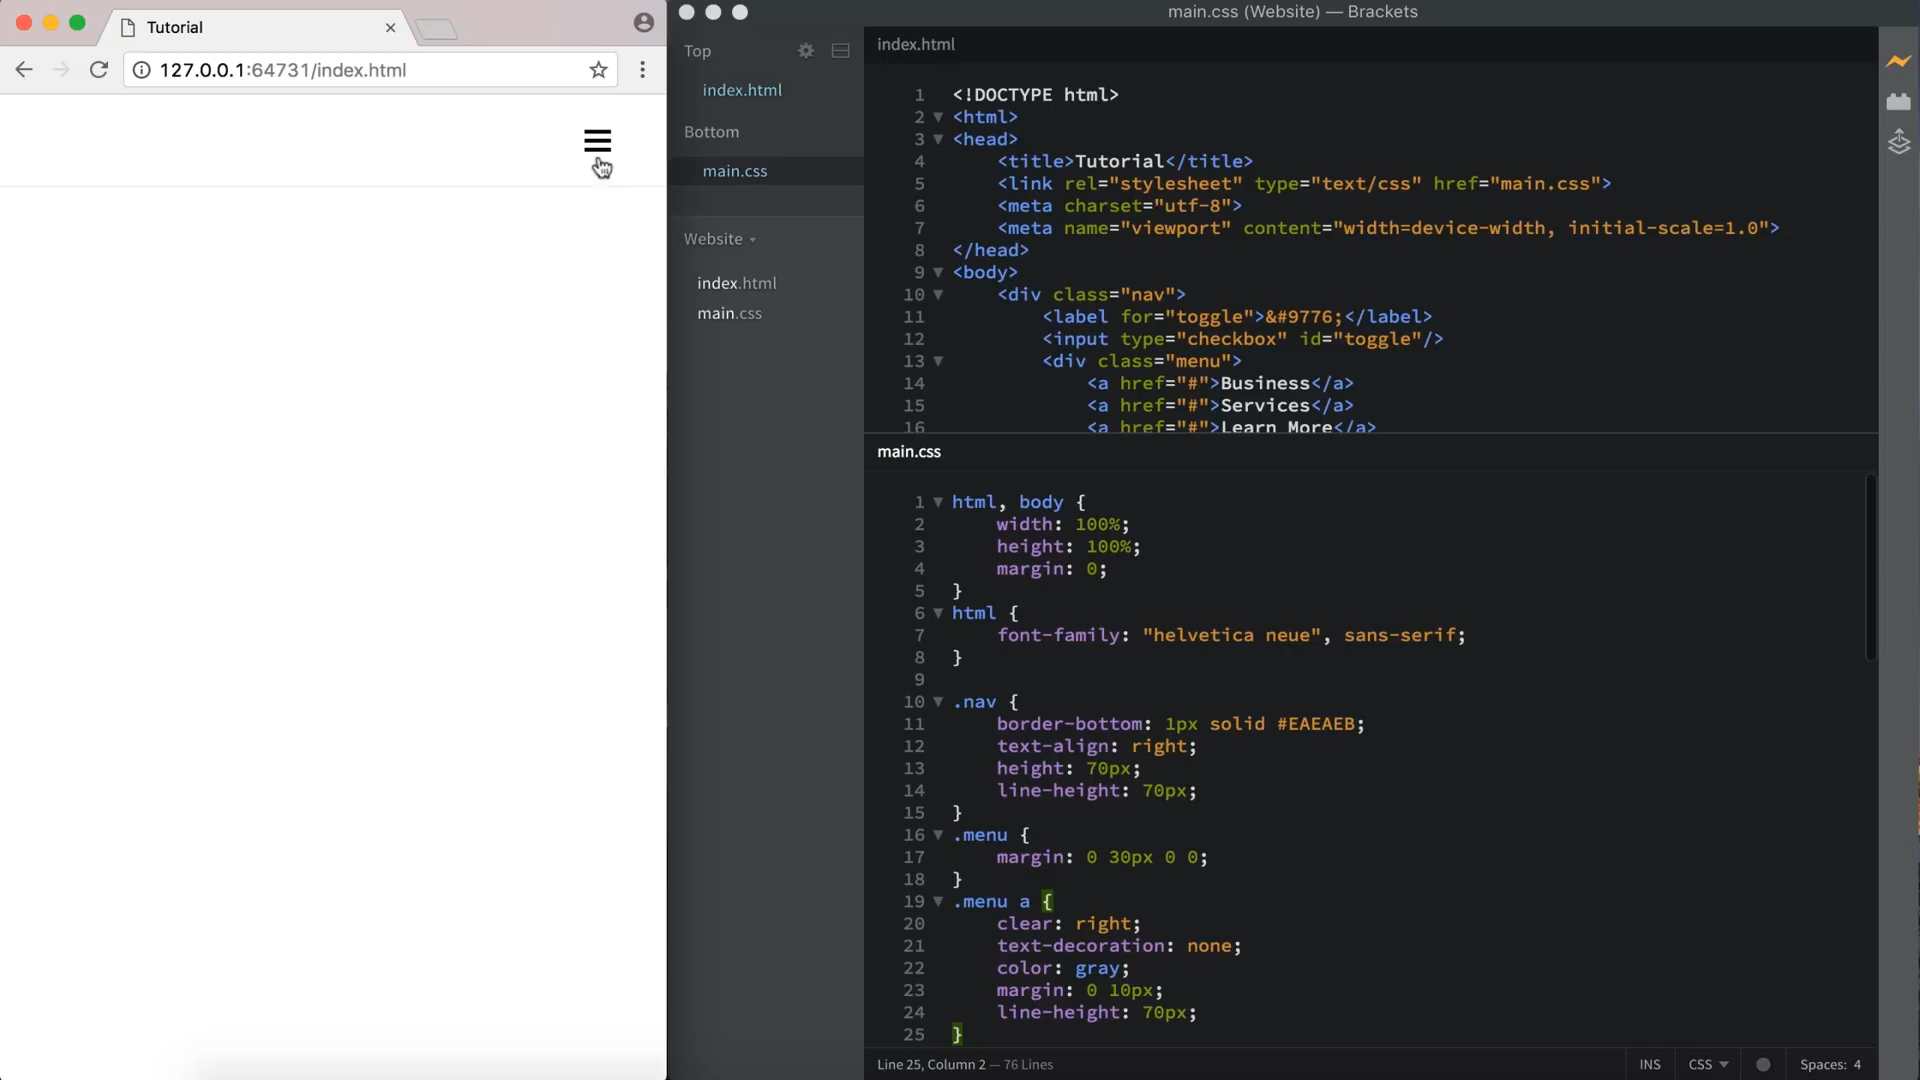 Tutorial
127.0.0.1:64731/index.html
main.css (Website) — Brackets
Top
index.html
Bottom
main.css
Website
index.html
main.css
index.html
1 <!DOCTYPE html>
2 <html>
3 <head>
4 <title>Tutorial</title>
5 <link rel="stylesheet" type="text/css" href="main.css">
6 <meta charset="utf-8">
7 <meta name="viewport" content="width=device-width, initial-scale=1.0">
8 </head>
9 <body>
10 <div class="nav">
11 <label for="toggle">&#9776;</label>
12 <input type="checkbox" id="toggle"/>
13 <div class="menu">
14 <a href="#">Business</a>
15 <a href="#">Services</a>
16 <a href="#">Learn More</a>
main.css
1 html, body {
2 width: 100%;
3 height: 100%;
4 margin: 0;
5 }
6 html {
7 font-family: "helvetica neue", sans-serif;
8 }
9
10 .nav {
11 border-bottom: 1px solid #EAEAEB;
12 text-align: right;
13 height: 70px;
14 line-height: 70px;
15 }
16 .menu {
17 margin: 0 30px 0 0;
18 }
19 .menu a {
20 clear: right;
21 text-decoration: none;
22 color: gray;
23 margin: 0 10px;
24 line-height: 70px;
25 }
Line 25, Column 2 — 76 Lines
INS CSS Spaces: 4